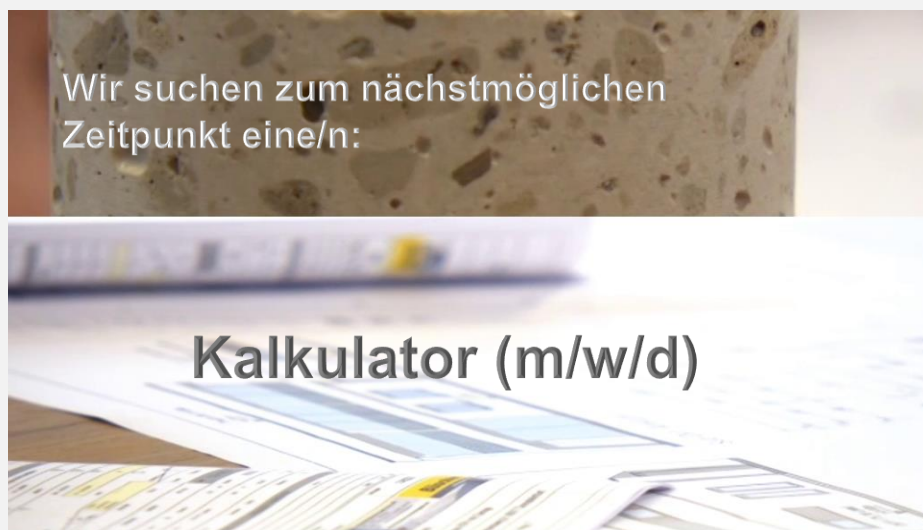 Wir suchen zum nächstmöglichen
Zeitpunkt eine/n:
Kalkulator (m/w/d)